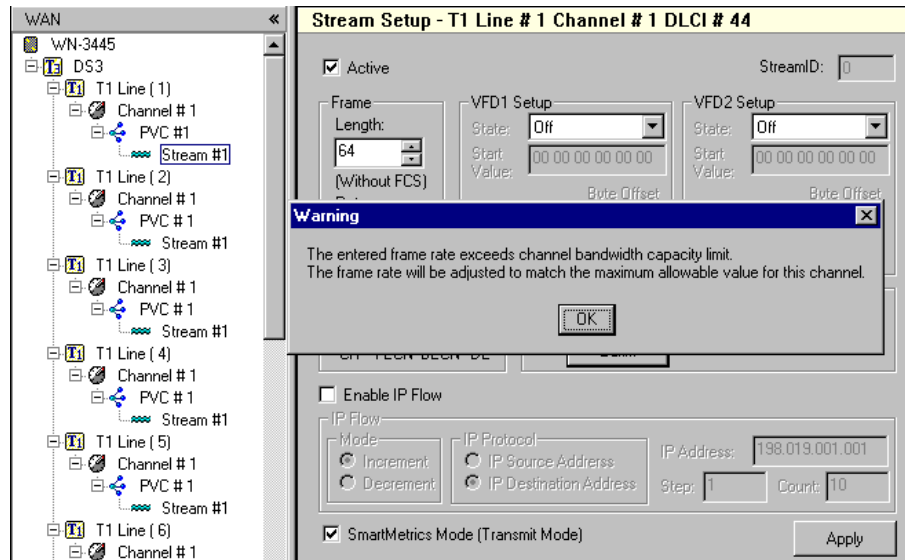 WAN «
WN-3445
DS3
T1 Line ( 1)
Channel # 1
PVC #1
Stream #1
T1 Line ( 2)
Channel # 1
PVC # 1
Stream #1
T1 Line ( 3)
Channel # 1
PVC # 1
Stream #1
T1 Line ( 4)
Channel # 1
PVC # 1
Stream #1
T1 Line ( 5)
Channel # 1
PVC # 1
Stream #1
T1 Line ( 6)
Channel # 1
Stream Setup - T1 Line # 1 Channel # 1 DLCI # 44
Active
StreamID: 0
Frame
Length:
64
(Without FCS)
VFD1 Setup
State: Off
Start Value: 00 00 00 00 00 00
Byte Offset
VFD2 Setup
State: Off
Start Value: 00 00 00 00 00 00
Byte Offset
Warning
The entered frame rate exceeds channel bandwidth capacity limit.
The frame rate will be adjusted to match the maximum allowable value for this channel.
OK
FECN BECN DE
Enable IP Flow
IP Flow
Mode
Increment
Decrement
IP Protocol
IP Source Addrerss
IP Destination Address
IP Address: 198.019.001.001
Step: 1
Count: 10
SmartMetrics Mode (Transmit Mode)
Apply